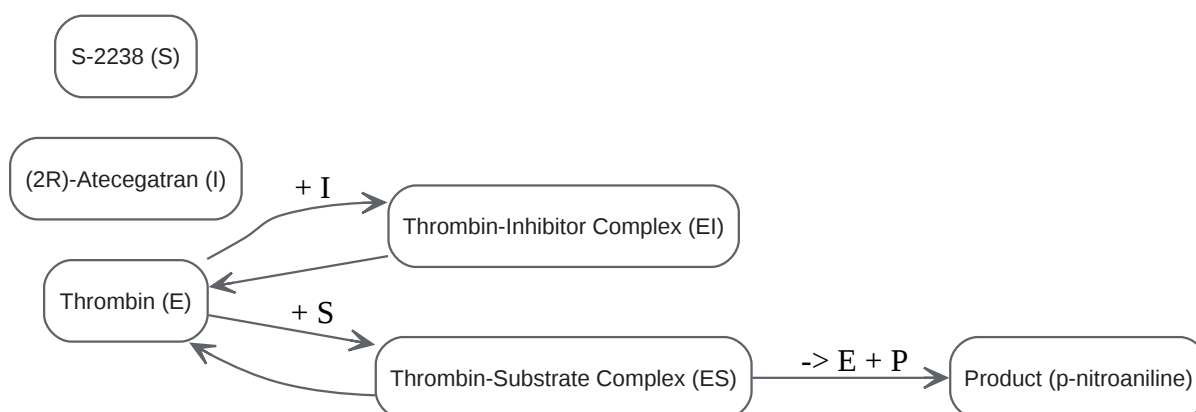 S-2238 (S)
(2R)-Atecegatran (I)
+ I
Thrombin-Inhibitor Complex (EI)
Thrombin (E)
+ S
Thrombin-Substrate Complex (ES)
-> E + P
Product (p-nitroaniline)